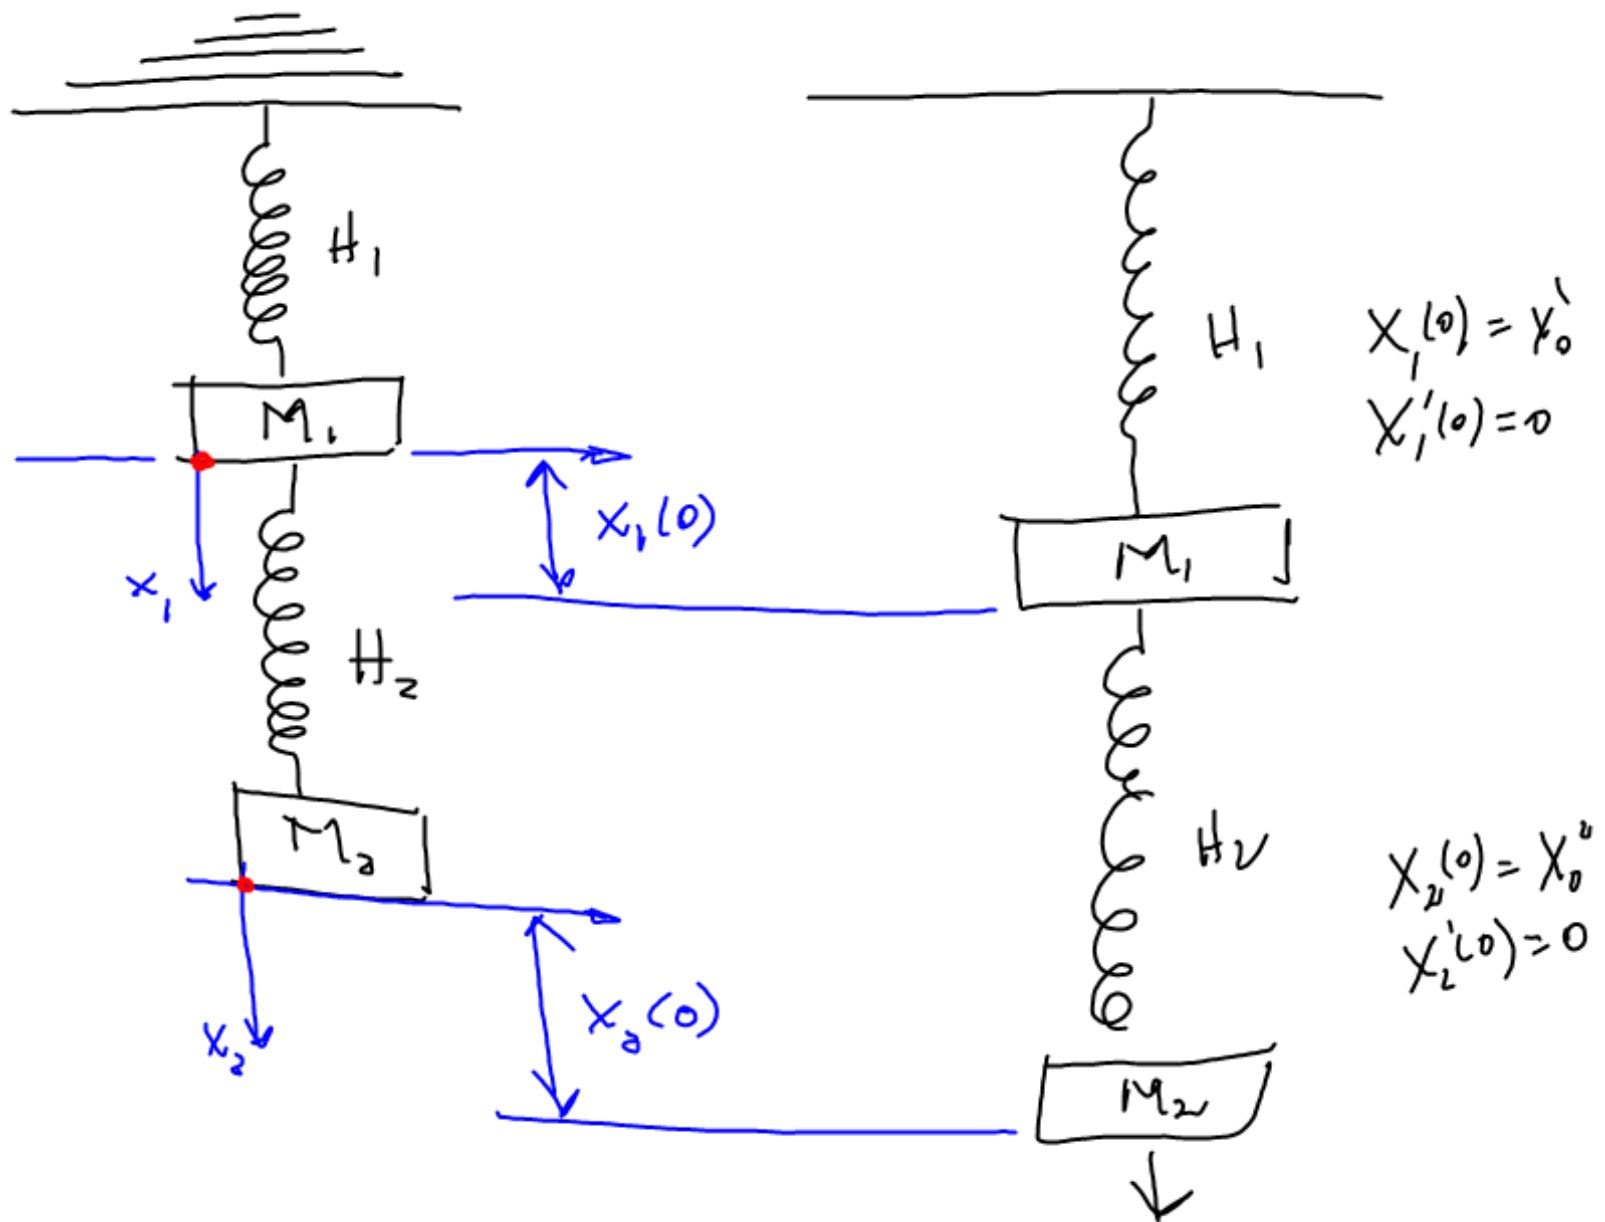 H₁
M₁
x₁(0)
x₁
H₂
M₂
x₂(0)
x₂
H₁
x₁(0) = x₀'
x₁'(0) = 0
M₁
H₂
x₂(0) = x₀"
x₂'(0) = 0
M₂